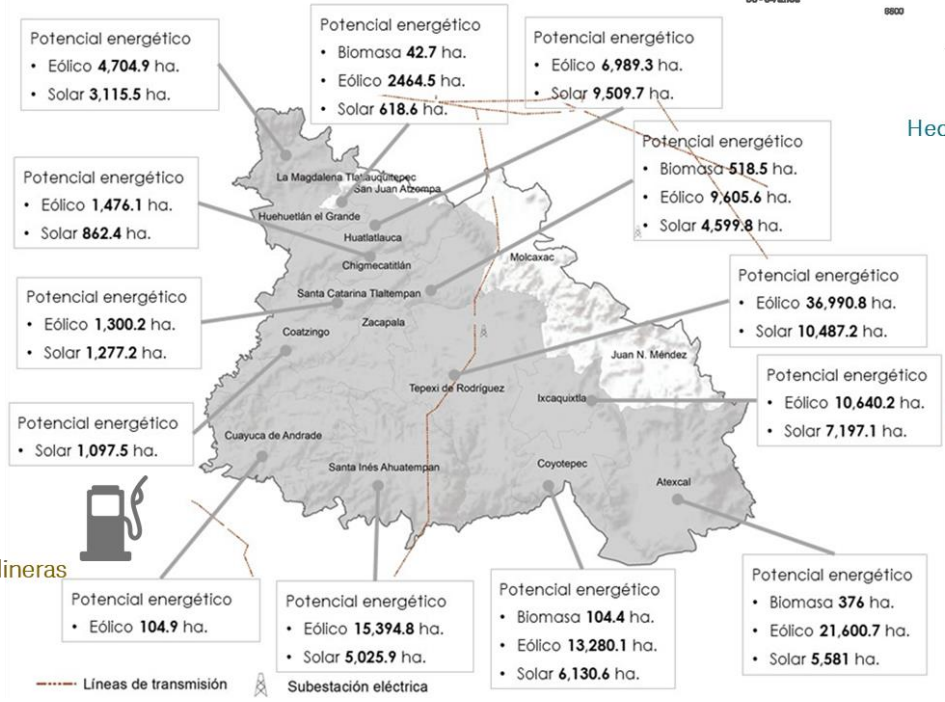 8800
Potencial energético
• Eólico 4,704.9 ha.
• Solar 3,115.5 ha.
Potencial energético
• Biomasa 42.7 ha.
• Eólico 2464.5 ha.
• Solar 618.6 ha.
Potencial energético
• Eólico 6,989.3 ha.
• Solar 9,509.7 ha.
Potencial energético
• Biomasa 518.5 ha.
• Eólico 9,605.6 ha.
• Solar 4,599.8 ha.
Hec
Potencial energético
• Eólico 1,476.1 ha.
• Solar 862.4 ha.
La Magdalena Tlatlauquitepec
San Juan Atzompa
Huehuetlán el Grande
Huatlatlauca
Chigmecatitlán
Molcaxac
Santa Catarina Tlaltempan
Zacapala
Coatzingo
Juan N. Méndez
Tepexi de Rodríguez
Ixcaquixtla
Cuayuca de Andrade
Santa Inés Ahuatempan
Coyotepec
Atexcal
Potencial energético
• Eólico 1,300.2 ha.
• Solar 1,277.2 ha.
Potencial energético
• Eólico 36,990.8 ha.
• Solar 10,487.2 ha.
Potencial energético
• Eólico 10,640.2 ha.
• Solar 7,197.1 ha.
Potencial energético
• Solar 1,097.5 ha.
lineras
Potencial energético
• Eólico 104.9 ha.
Potencial energético
• Eólico 15,394.8 ha.
• Solar 5,025.9 ha.
Potencial energético
• Biomasa 104.4 ha.
• Eólico 13,280.1 ha.
• Solar 6,130.6 ha.
Potencial energético
• Biomasa 376 ha.
• Eólico 21,600.7 ha.
• Solar 5,581 ha.
Líneas de transmisión
Subestación eléctrica